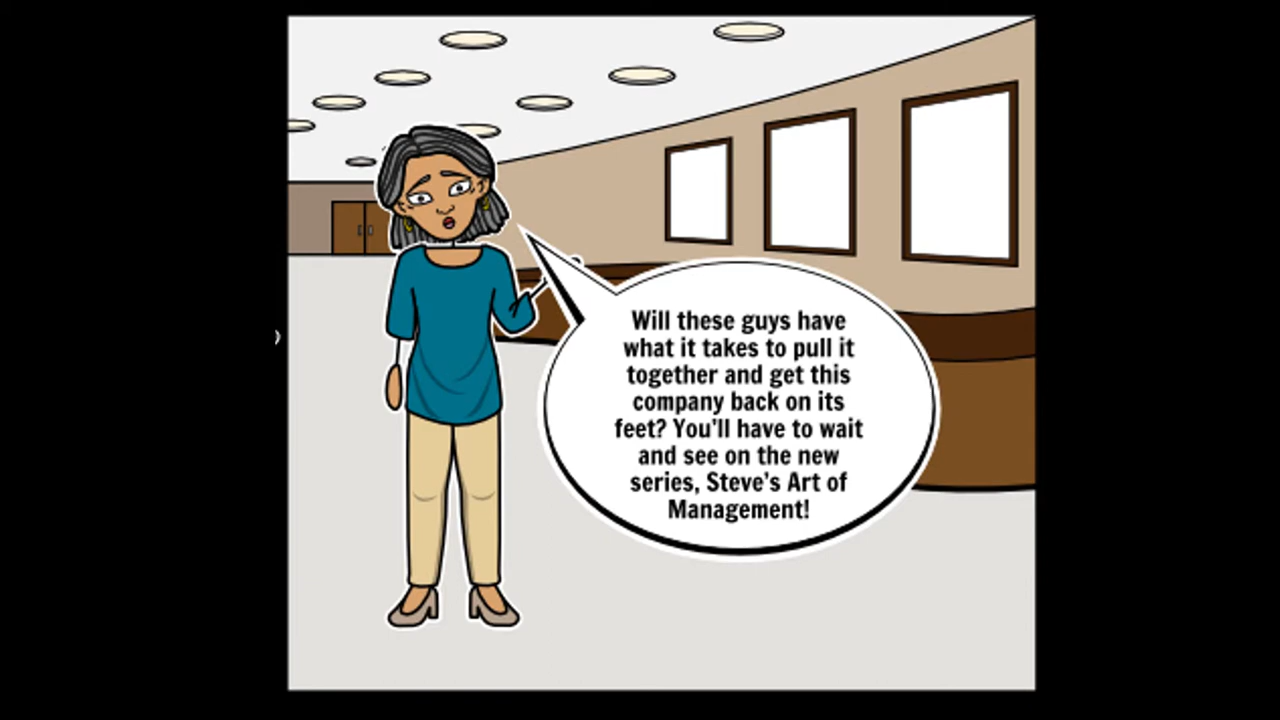 Will these guys have
what it takes to pull it
together and get this
company back on its
feet? You'll have to wait
and see on the new
series, Steve's Art of
Management!